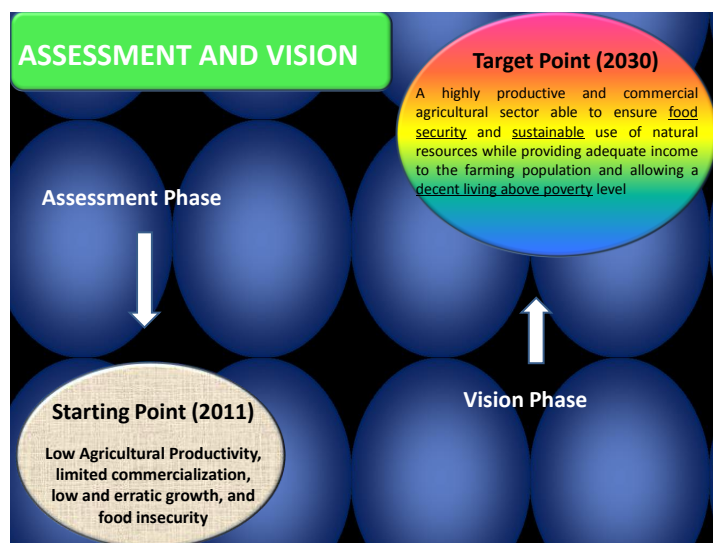 ASSESSMENT AND VISION
Target Point (2030)
A highly productive and commercial
agricultural sector able to ensure food
security and sustainable use of natural
resources while providing adequate income
to the farming population and allowing a
decent living above poverty level
Assessment Phase
Vision Phase
Starting Point (2011)
Low Agricultural Productivity,
limited commercialization,
low and erratic growth, and
food insecurity